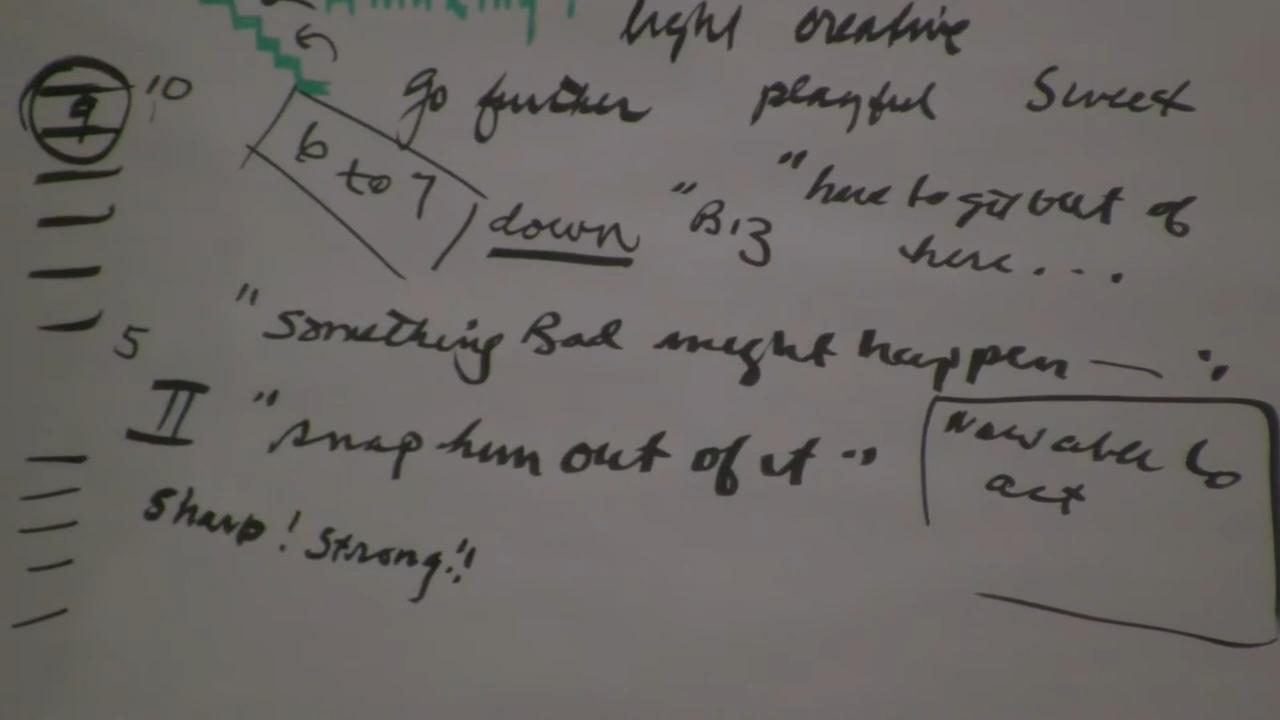 light creative
10
9
go further playful Sweet
6 to 7
down "Biz "have to get out of
here...
5
"Something Bad might happen —
II "snap him out of it"
Now able to
act
Sharp! Strong!!